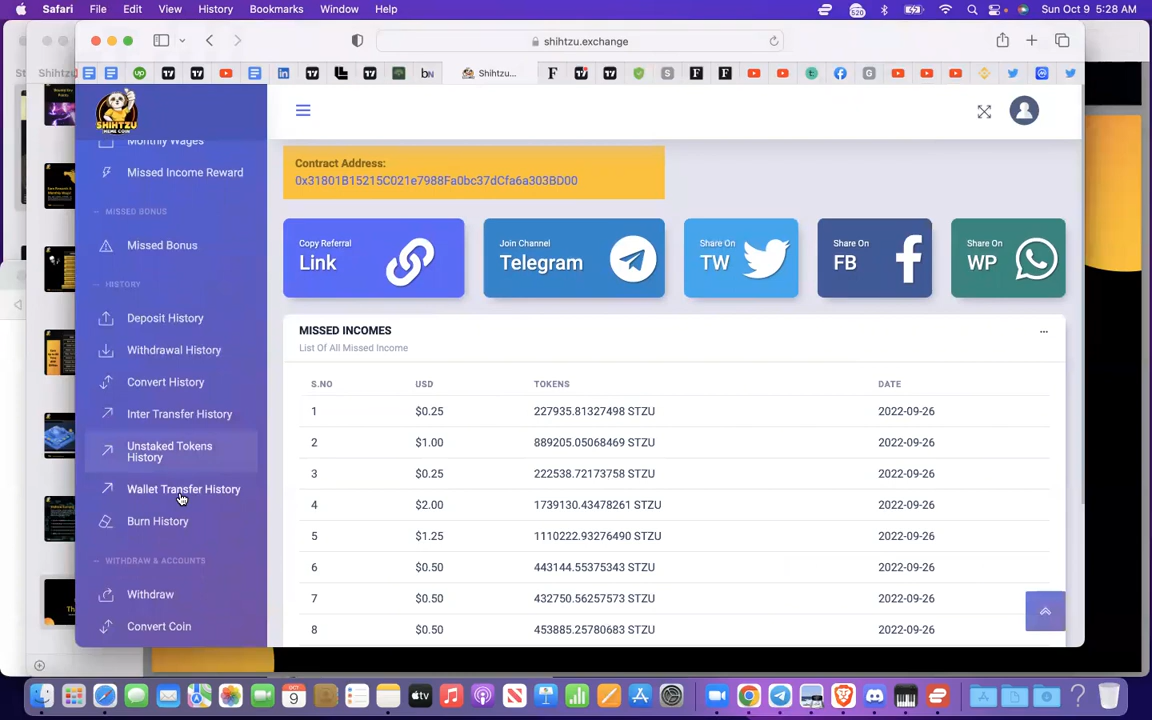 Safari File Edit View History Bookmarks Window Help
520
Sun Oct 9 5:28 AM
shihtzu.exchange
Shihtzu
Shihtzu...
SHIHTZU
MEME COIN
Monthly Wages
Missed Income Reward
MISSED BONUS
Missed Bonus
HISTORY
Deposit History
Withdrawal History
Convert History
Inter Transfer History
Unstaked Tokens
History
Wallet Transfer History
Burn History
WITHDRAW & ACCOUNTS
Withdraw
Convert Coin
Contract Address:
0x31801B15215C021e7988Fa0bc37dCfa6a303BD00
Copy Referral
Link
Join Channel
Telegram
Share On
TW
Share On
FB
Share On
WP
MISSED INCOMES
...
List Of All Missed Income
S.NO USD TOKENS DATE
1 $0.25 227935.81327498 STZU 2022-09-26
2 $1.00 889205.05068469 STZU 2022-09-26
3 $0.25 222538.72173758 STZU 2022-09-26
4 $2.00 1739130.43478261 STZU 2022-09-26
5 $1.25 1110222.93276490 STZU 2022-09-26
6 $0.50 443144.55375343 STZU 2022-09-26
7 $0.50 432750.56257573 STZU 2022-09-26
8 $0.50 453885.25780683 STZU 2022-09-26